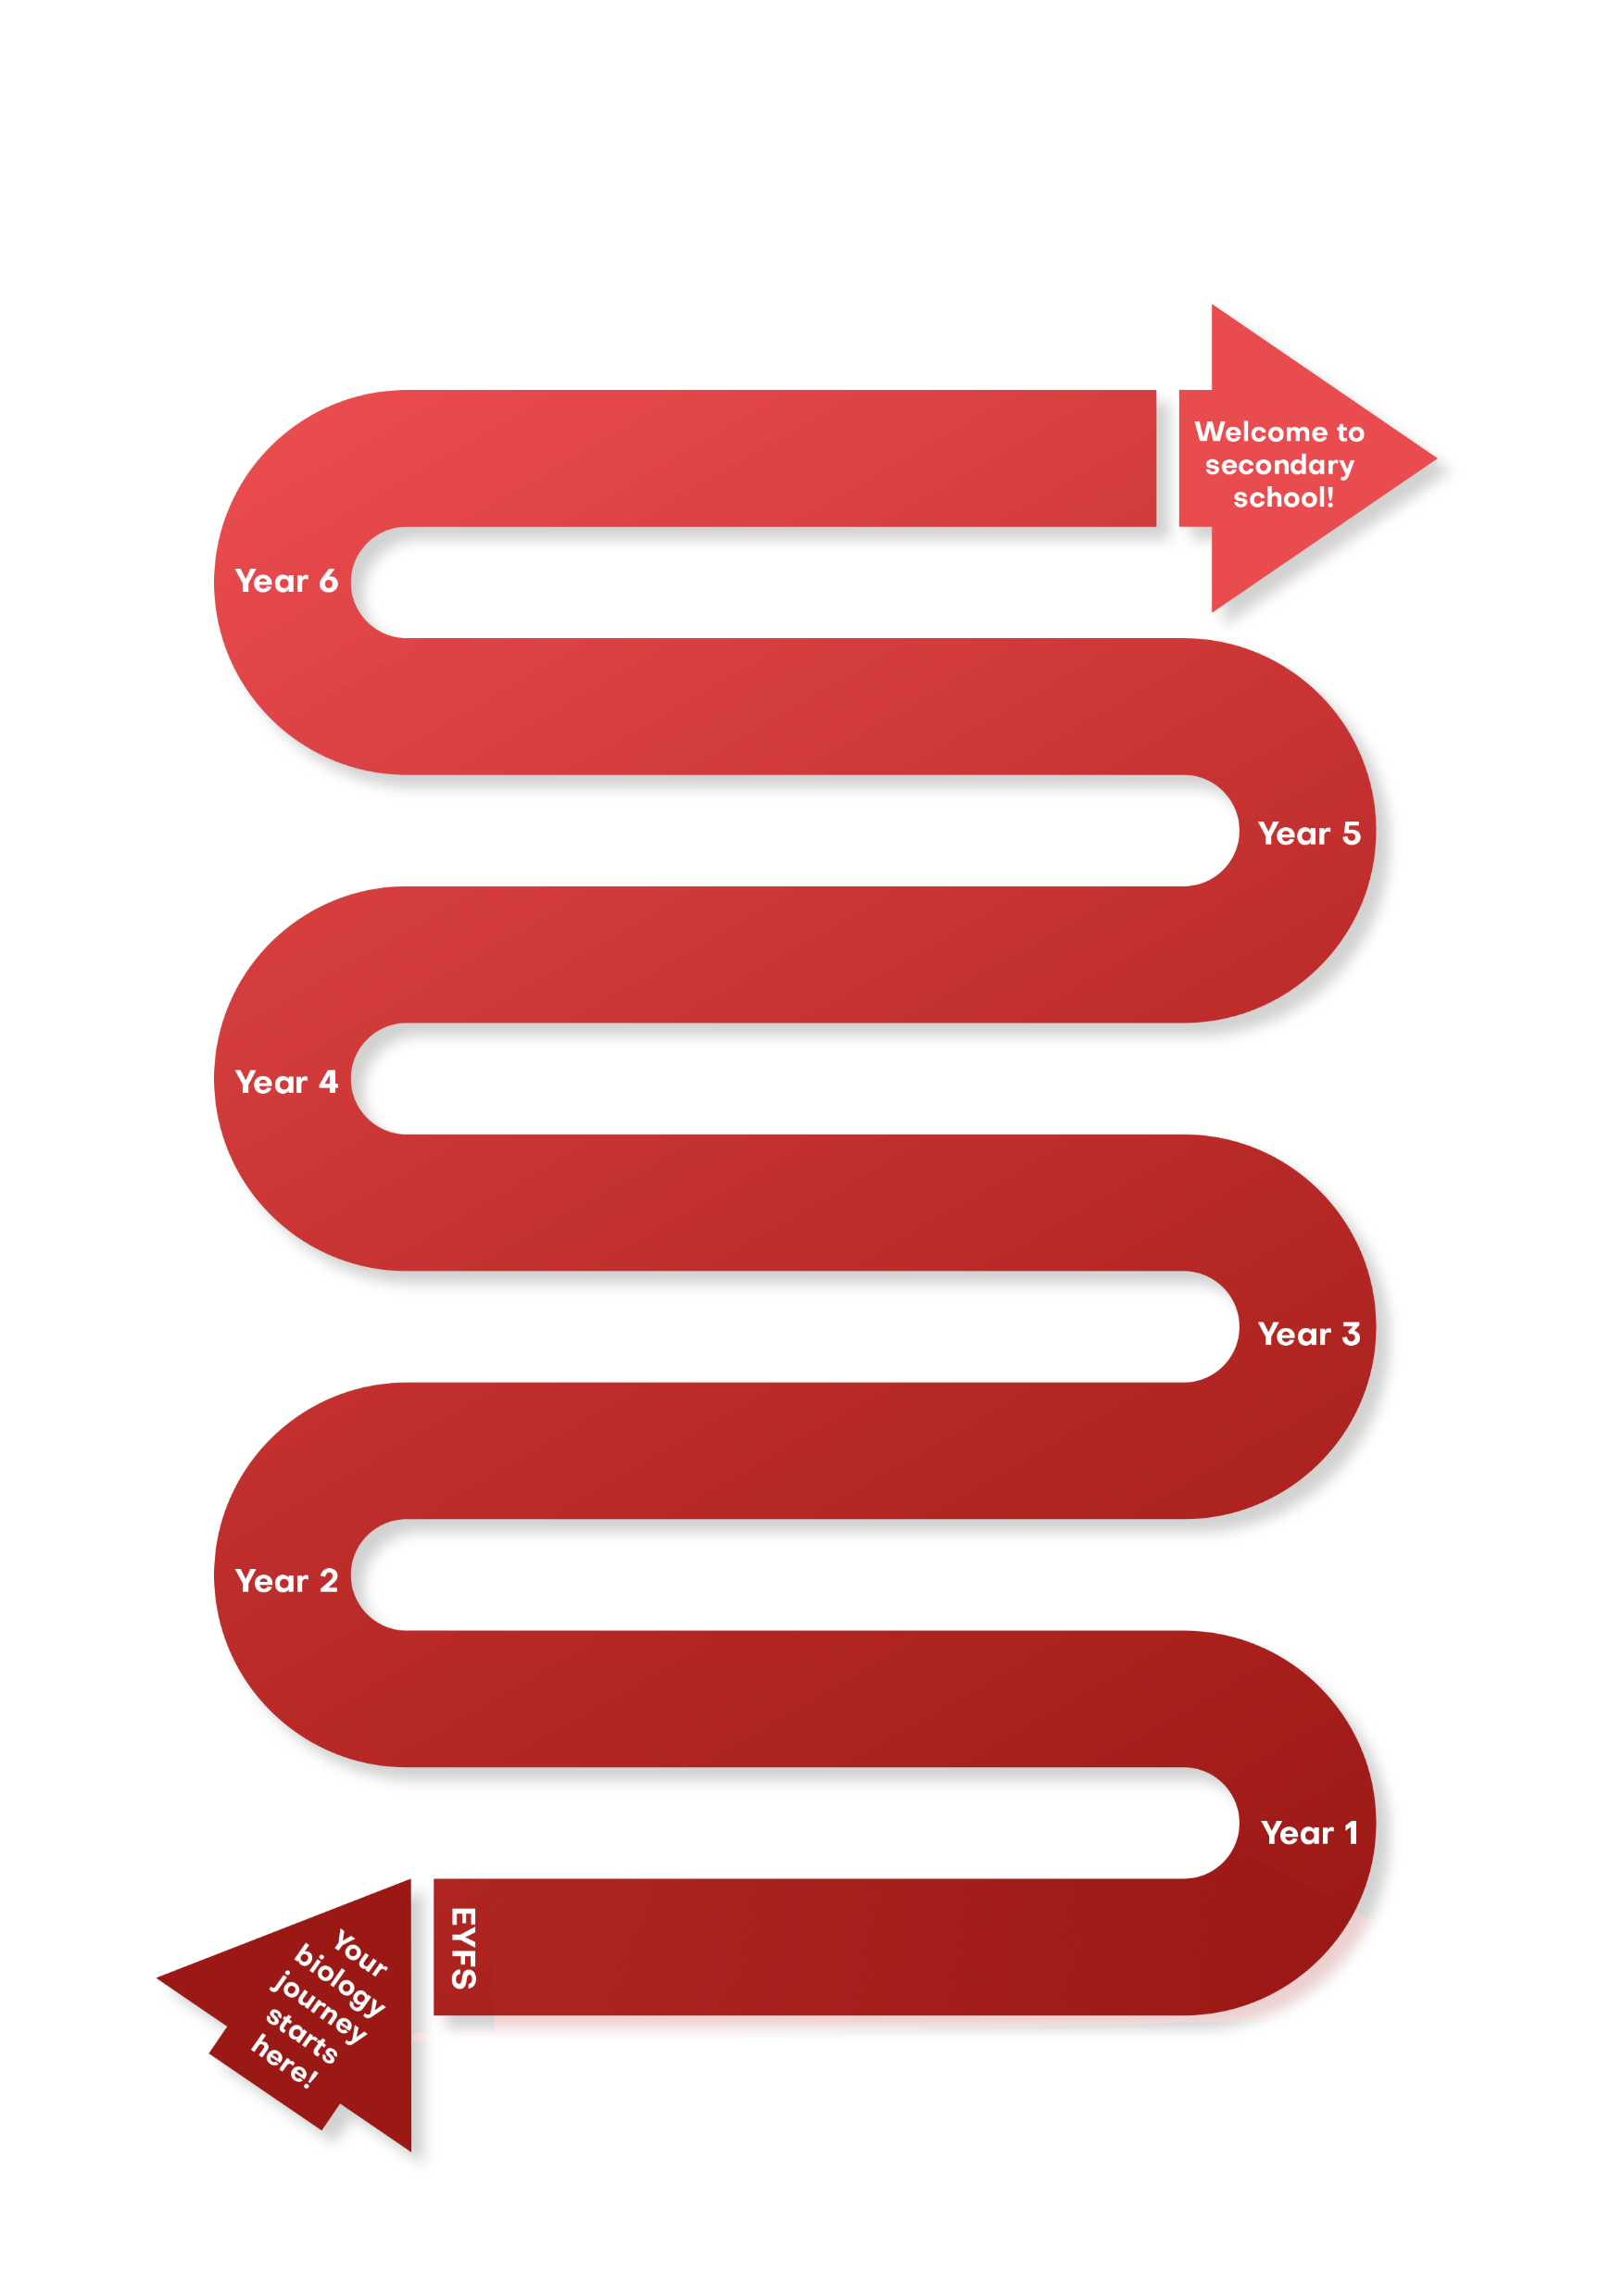 Welcome to
secondary
school!
Year 6
Year 5
Year 4
Year 3
Year 2
Year 1
EYFS
Your
biology
journey
starts
here!